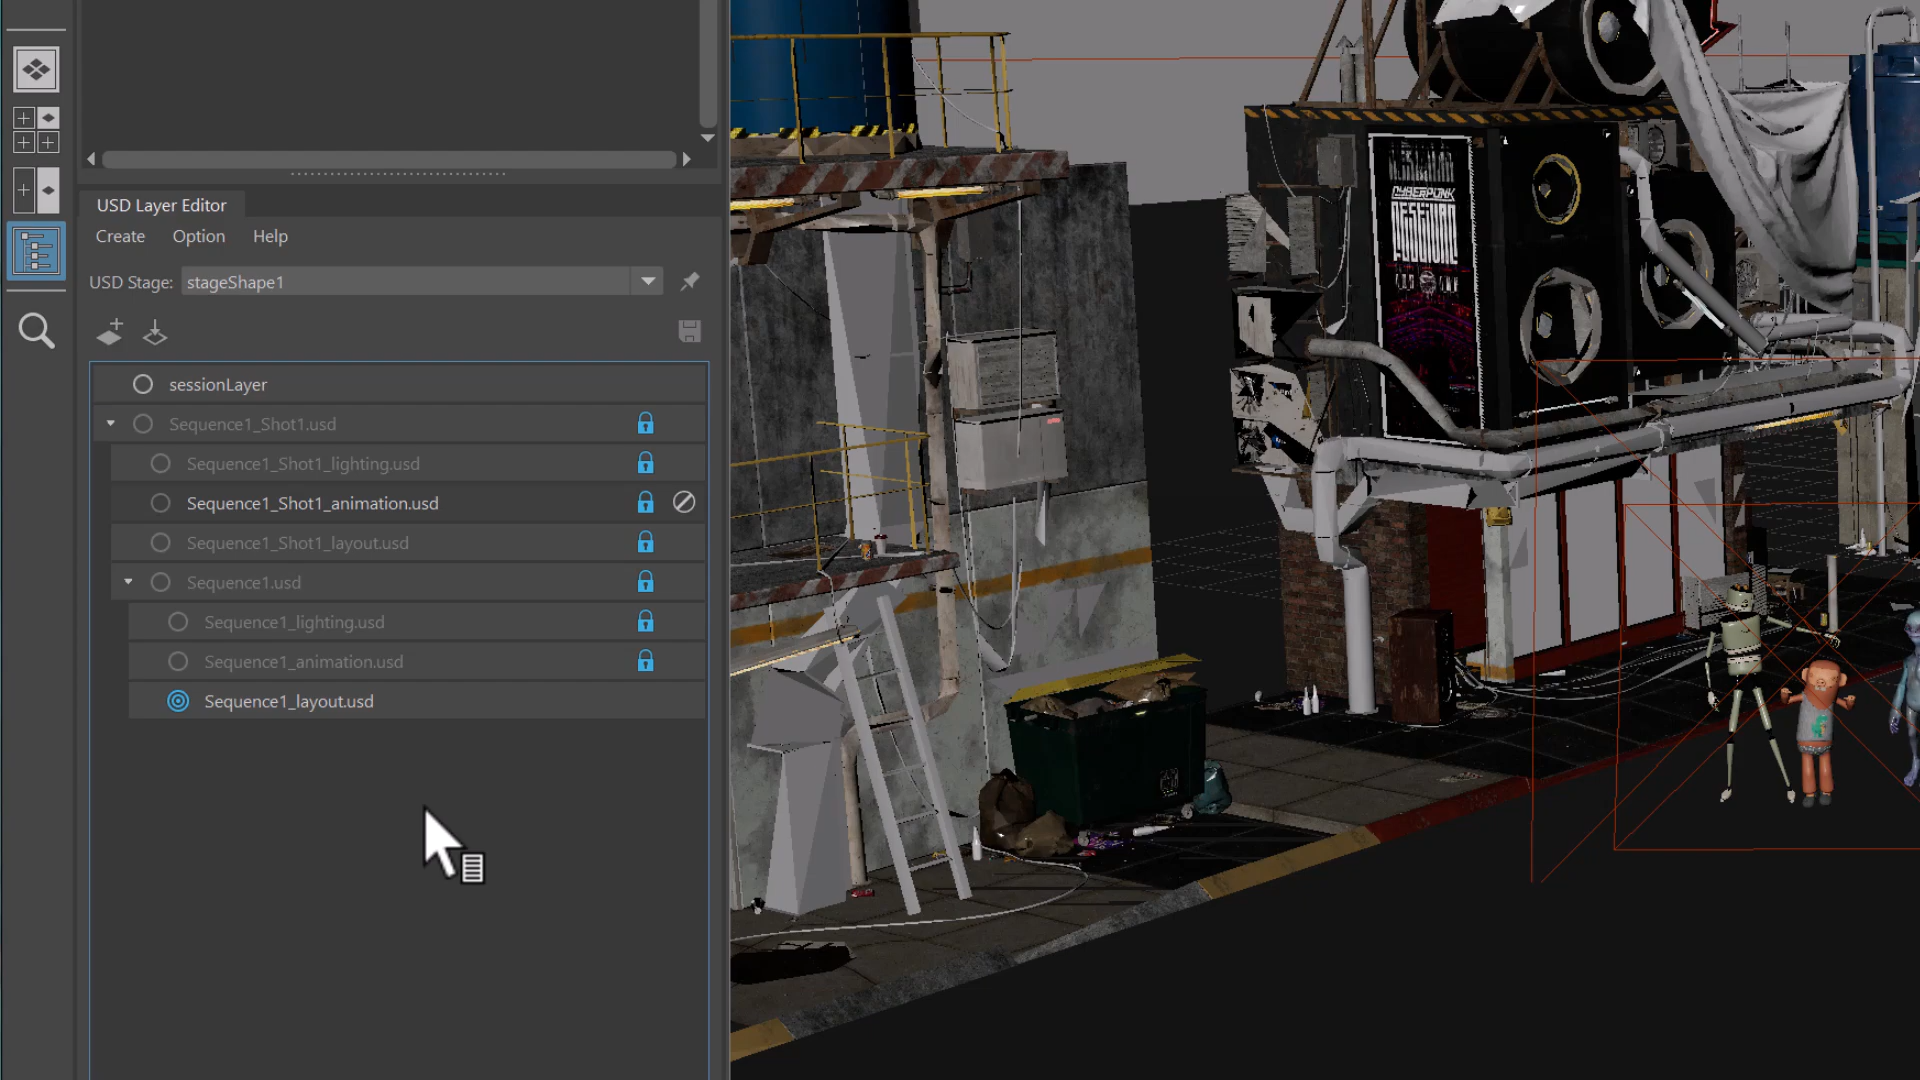 USD Layer Editor
Create Option Help
USD Stage: stageShape1
sessionLayer
Sequence1_Shot1.usd
Sequence1_Shot1_lighting.usd
Sequence1_Shot1_animation.usd
Sequence1_Shot1_layout.usd
Sequence1.usd
Sequence1_lighting.usd
Sequence1_animation.usd
Sequence1_layout.usd
CYBERPUNK